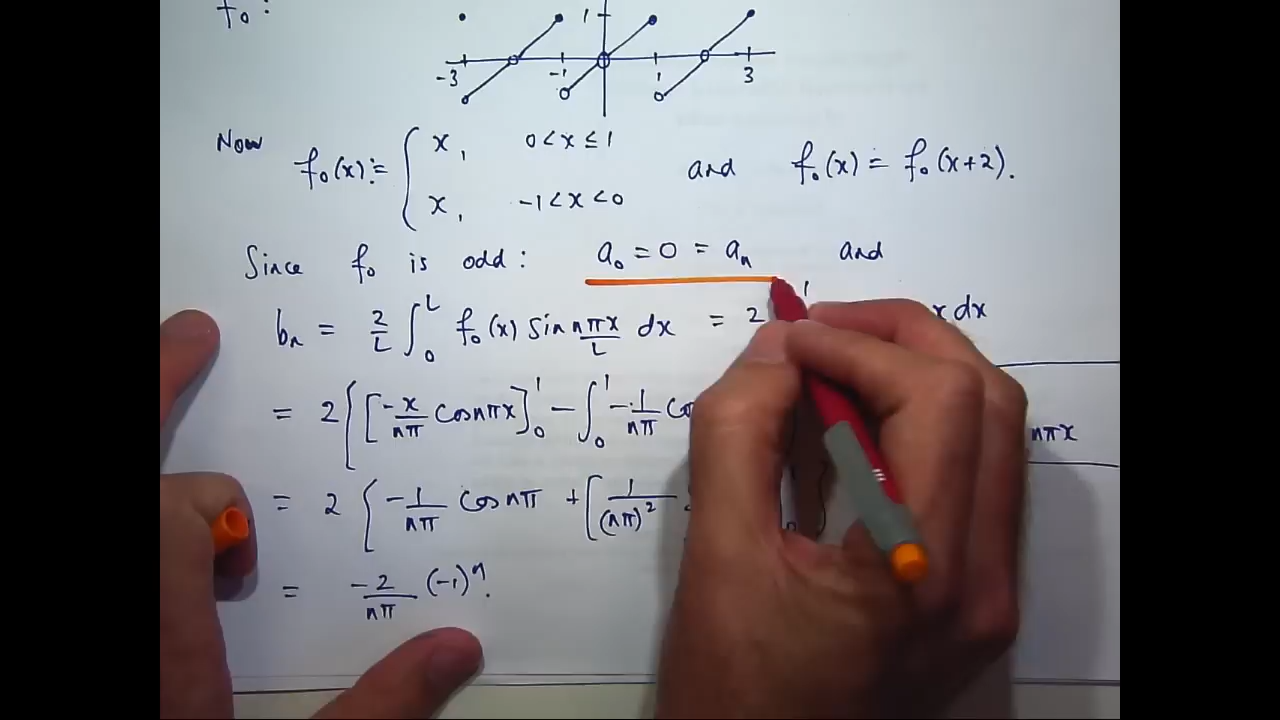 f₀ :
1
-3 -1 1 3
Now f₀(x) := { x, 0 < x ≤ 1 and f₀(x) = f₀(x+2).
x, -1 < x < 0
Since f₀ is odd : a₀ = 0 = aₙ and
bₙ = 2/L ∫₀ᴸ f₀(x) sin nπx/L dx = 2 1 x dx
= 2 { [ -x/nπ cos nπx ]₀¹ - ∫₀¹ -1/nπ
nπx
= 2 { -1/nπ cos nπ + [ 1/(nπ)²
= -2/nπ (-1)ⁿ.